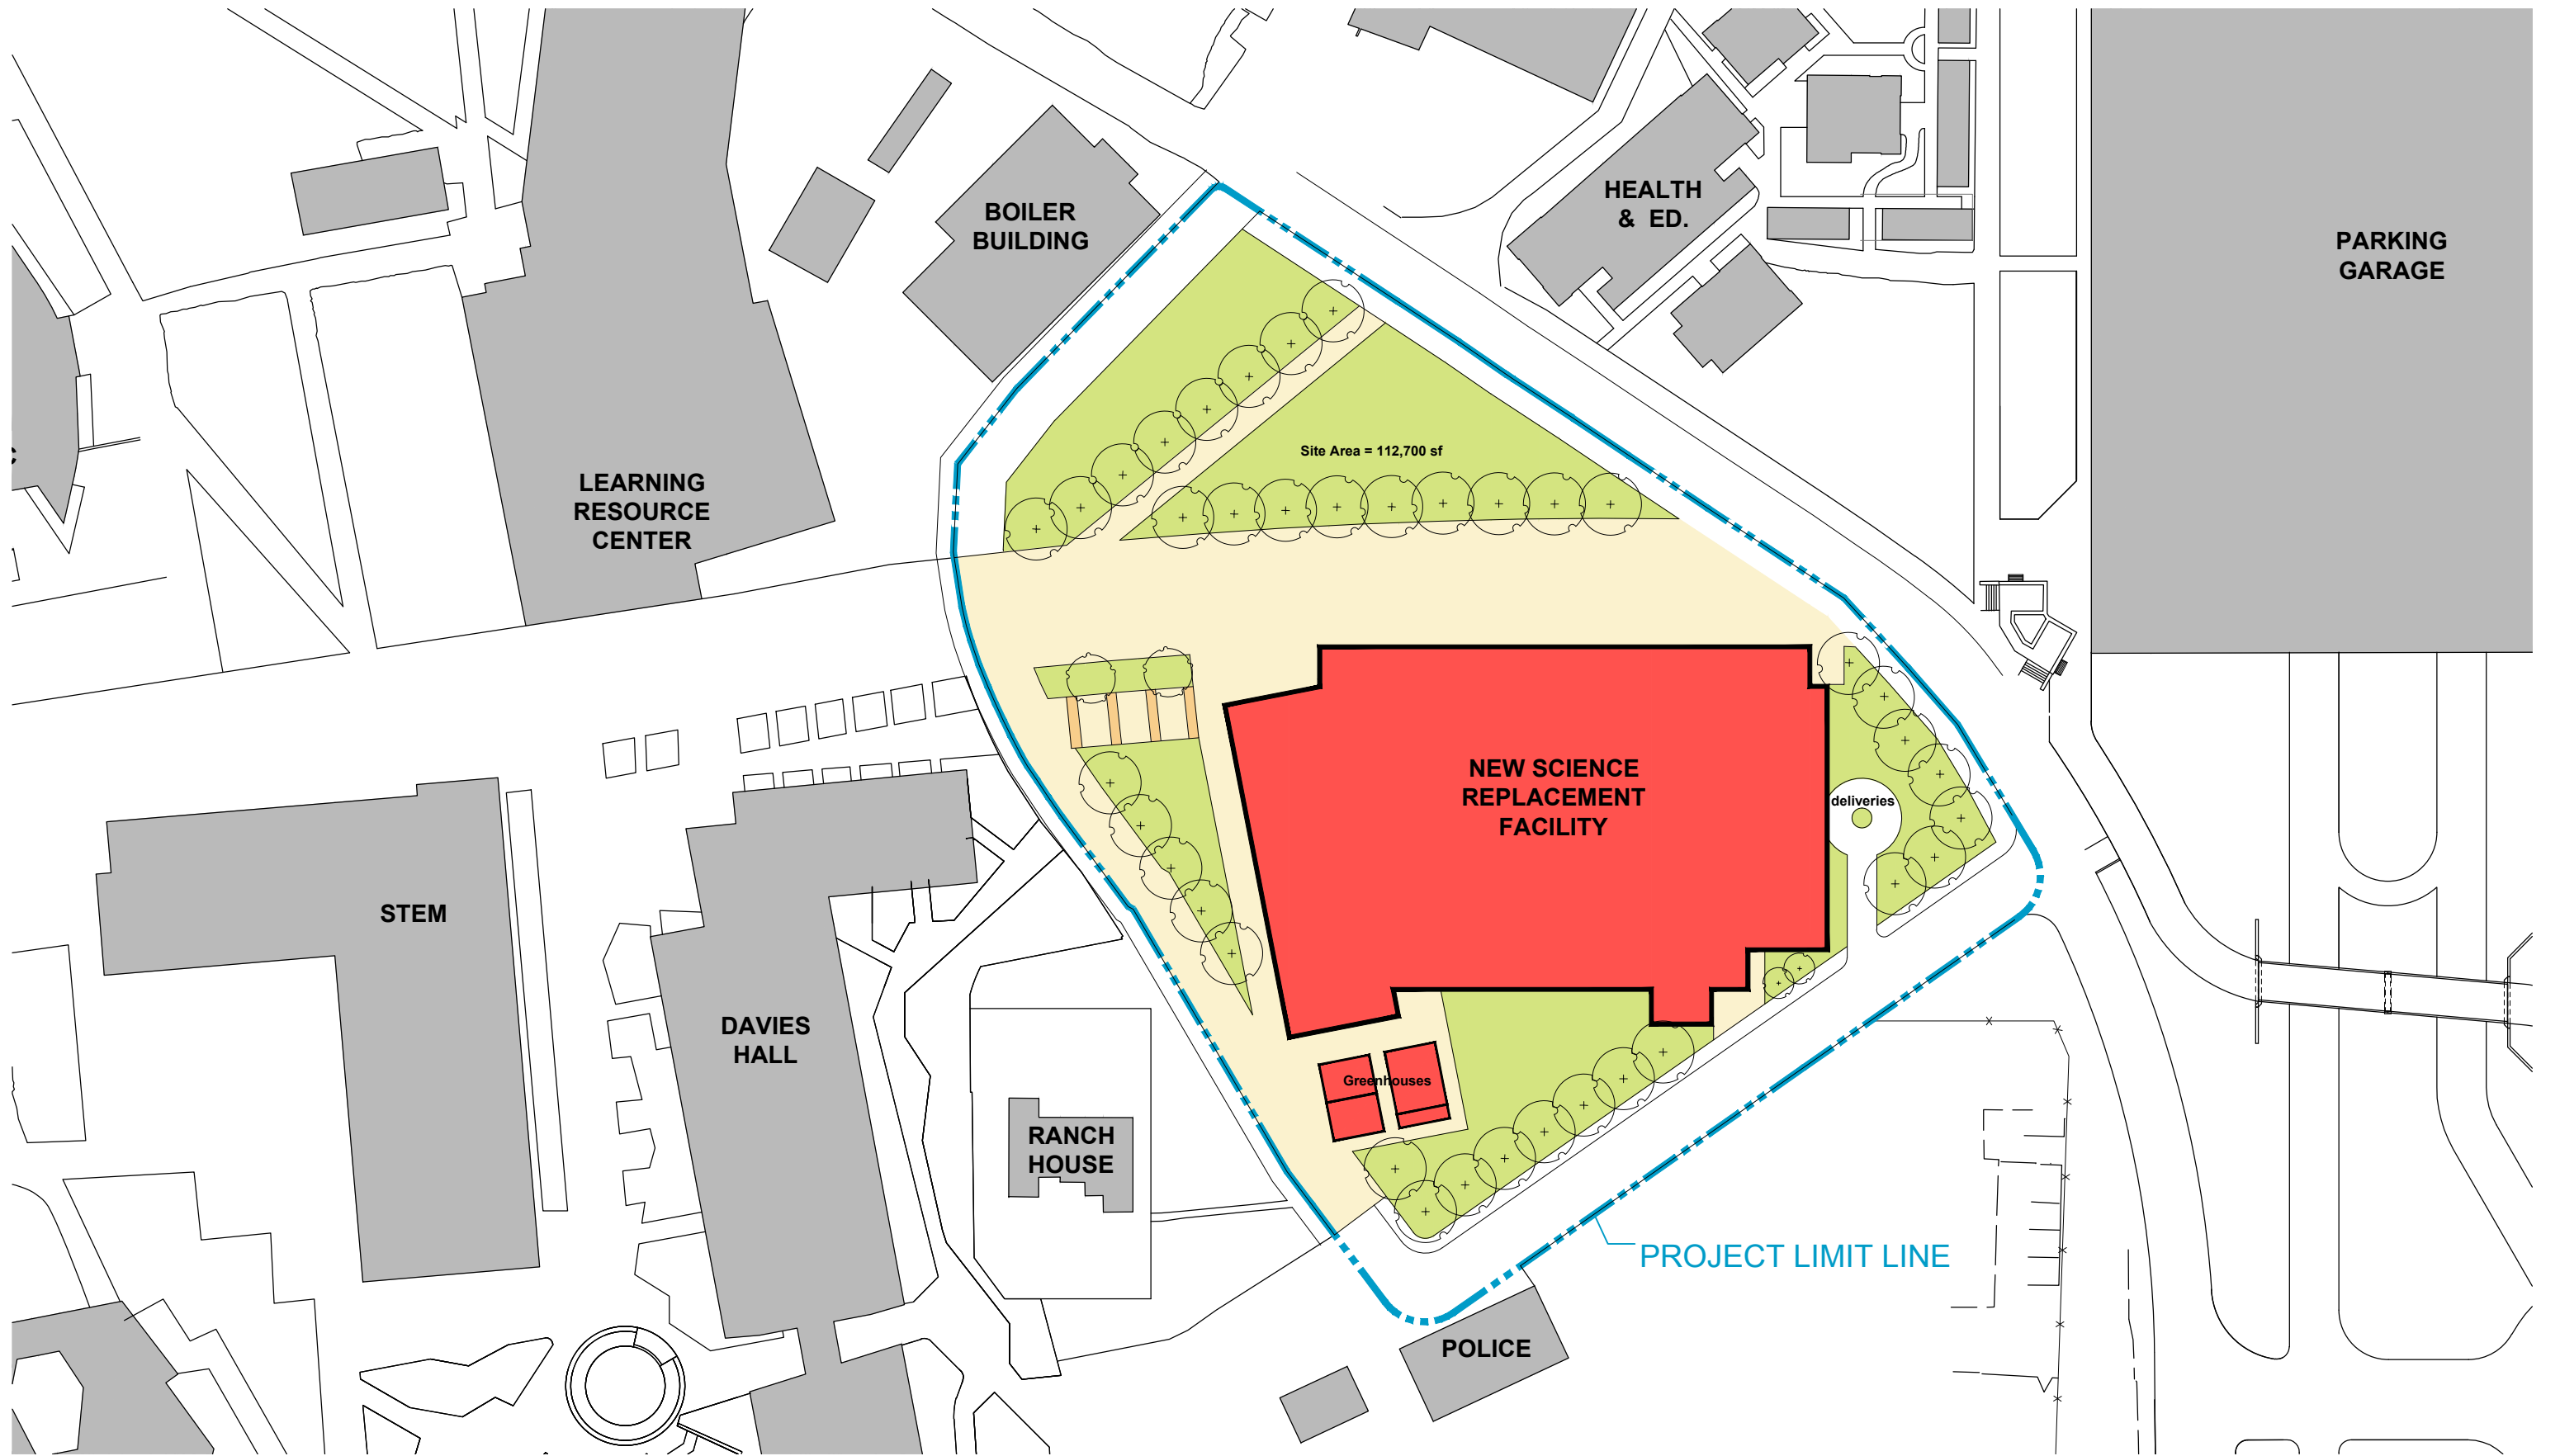 BOILER
BUILDING
HEALTH
& ED.
PARKING
GARAGE
Site Area = 112,700 sf
LEARNING
RESOURCE
CENTER
NEW SCIENCE
REPLACEMENT
FACILITY
deliveries
STEM
DAVIES
HALL
Greenhouses
RANCH
HOUSE
PROJECT LIMIT LINE
POLICE